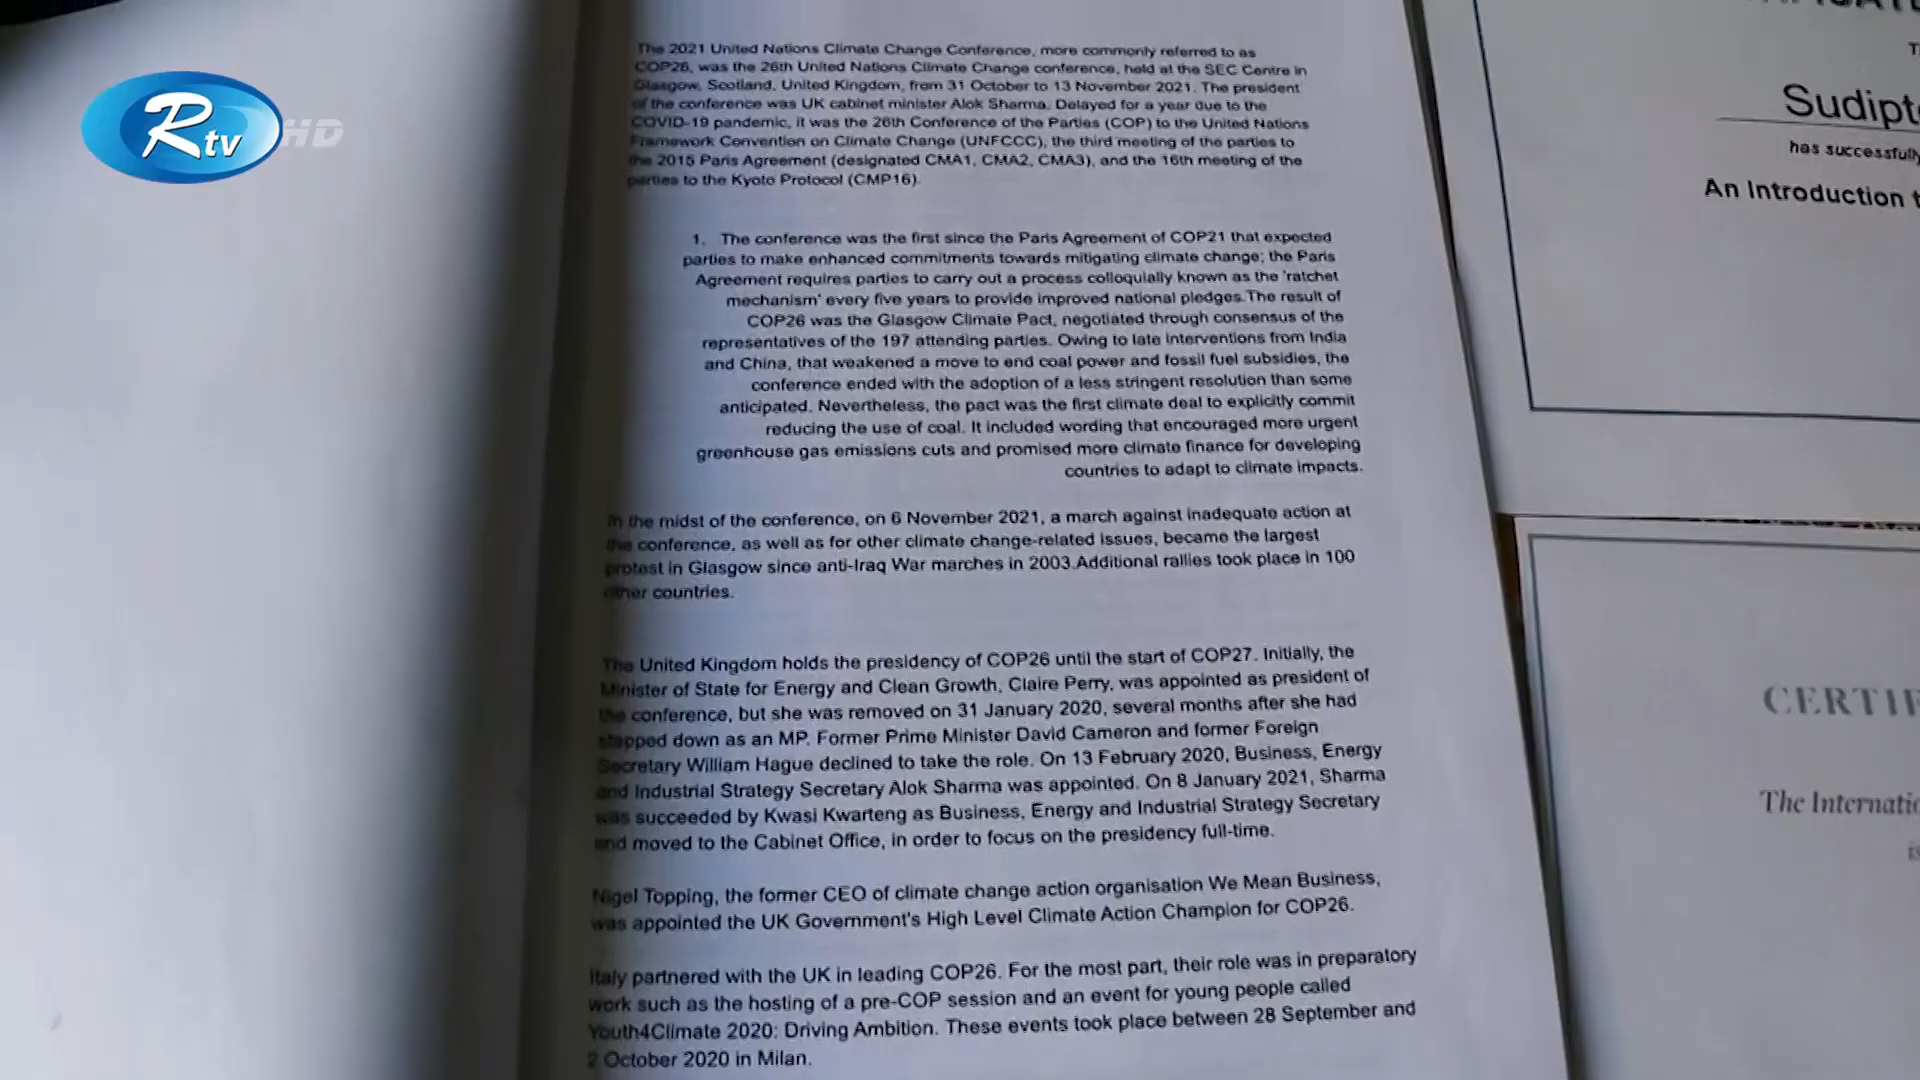 Rtv HD
The 2021 United Nations Climate Change Conference, more commonly referred to as
COP26, was the 26th United Nations Climate Change conference, held at the SEC Centre in
Glasgow, Scotland, United Kingdom, from 31 October to 13 November 2021. The president
of the conference was UK cabinet minister Alok Sharma. Delayed for a year due to the
COVID-19 pandemic, it was the 26th Conference of the Parties (COP) to the United Nations
Framework Convention on Climate Change (UNFCCC), the third meeting of the parties to
the 2015 Paris Agreement (designated CMA1, CMA2, CMA3), and the 16th meeting of the
parties to the Kyoto Protocol (CMP16).
1. The conference was the first since the Paris Agreement of COP21 that expected
parties to make enhanced commitments towards mitigating climate change; the Paris
Agreement requires parties to carry out a process colloquially known as the 'ratchet
mechanism' every five years to provide improved national pledges.The result of
COP26 was the Glasgow Climate Pact, negotiated through consensus of the
representatives of the 197 attending parties. Owing to late interventions from India
and China, that weakened a move to end coal power and fossil fuel subsidies, the
conference ended with the adoption of a less stringent resolution than some
anticipated. Nevertheless, the pact was the first climate deal to explicitly commit
reducing the use of coal. It included wording that encouraged more urgent
greenhouse gas emissions cuts and promised more climate finance for developing
countries to adapt to climate impacts.
In the midst of the conference, on 6 November 2021, a march against inadequate action at
the conference, as well as for other climate change-related issues, became the largest
protest in Glasgow since anti-Iraq War marches in 2003.Additional rallies took place in 100
other countries.
The United Kingdom holds the presidency of COP26 until the start of COP27. Initially, the
Minister of State for Energy and Clean Growth, Claire Perry, was appointed as president of
the conference, but she was removed on 31 January 2020, several months after she had
stepped down as an MP. Former Prime Minister David Cameron and former Foreign
Secretary William Hague declined to take the role. On 13 February 2020, Business, Energy
and Industrial Strategy Secretary Alok Sharma was appointed. On 8 January 2021, Sharma
was succeeded by Kwasi Kwarteng as Business, Energy and Industrial Strategy Secretary
and moved to the Cabinet Office, in order to focus on the presidency full-time.
Nigel Topping, the former CEO of climate change action organisation We Mean Business,
was appointed the UK Government's High Level Climate Action Champion for COP26.
Italy partnered with the UK in leading COP26. For the most part, their role was in preparatory
work such as the hosting of a pre-COP session and an event for young people called
Youth4Climate 2020: Driving Ambition. These events took place between 28 September and
2 October 2020 in Milan.
Sudipt
has successfully
An Introduction t
CERTIF
The Internatio
is